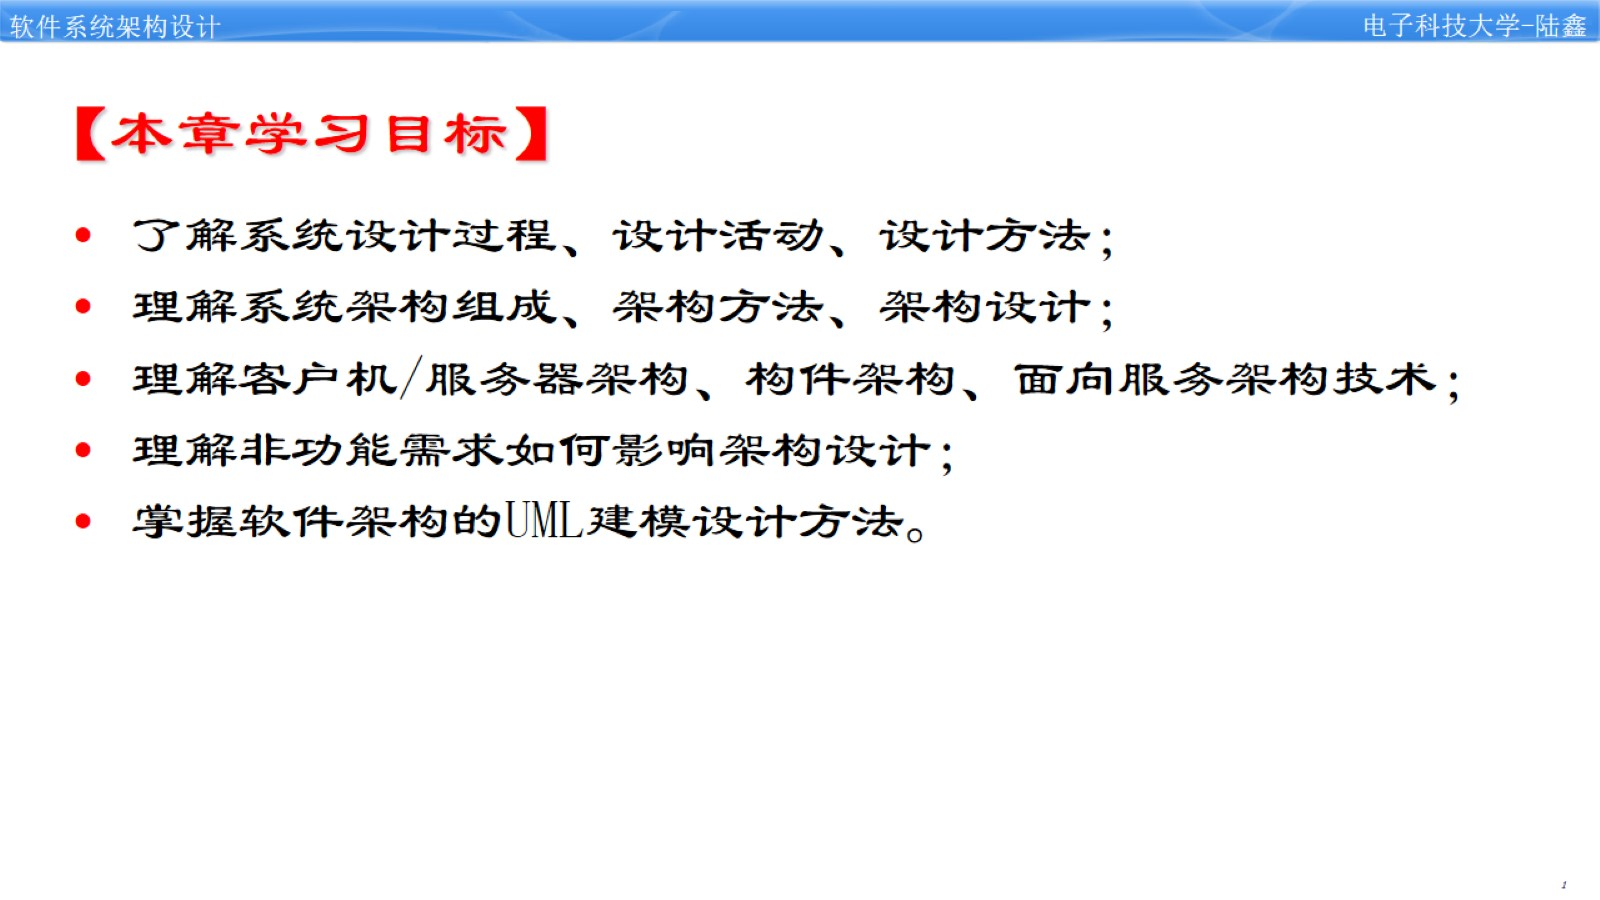 软件系统架构设计
电子科技大学-陆鑫
【本章学习目标】
• 了解系统设计过程、设计活动、设计方法；
• 理解系统架构组成、架构方法、架构设计；
• 理解客户机/服务器架构、构件架构、面向服务架构技术；
• 理解非功能需求如何影响架构设计；
• 掌握软件架构的UML建模设计方法。
1